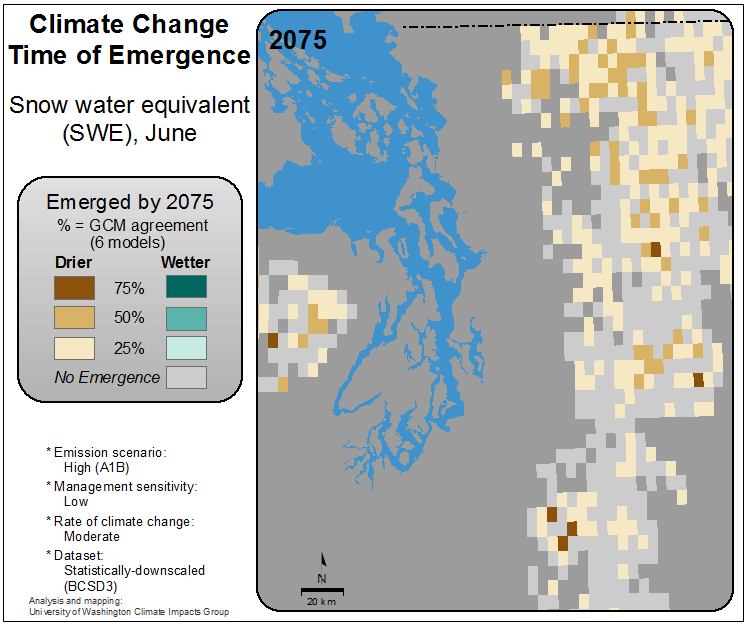 Climate Change
Time of Emergence
Snow water equivalent
(SWE), June
Emerged by 2075
% = GCM agreement
(6 models)
Drier Wetter
75%
50%
25%
No Emergence
* Emission scenario:
High (A1B)
* Management sensitivity:
Low
* Rate of climate change:
Moderate
* Dataset:
Statistically-downscaled
(BCSD3)
Analysis and mapping:
University of Washington Climate Impacts Group
2075
N
20 km